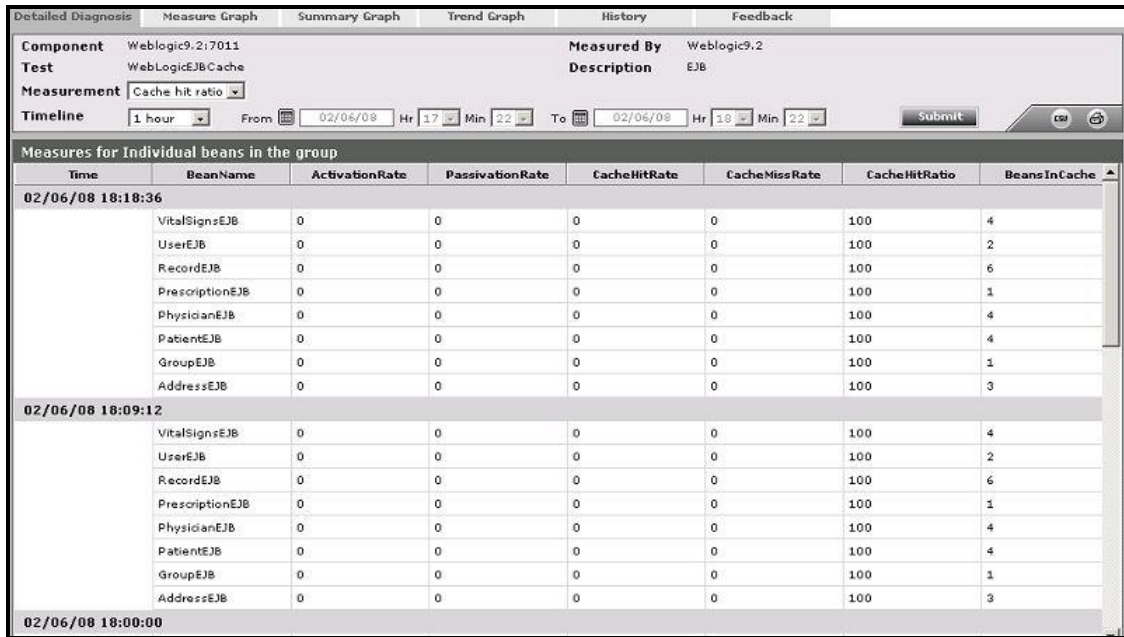 Detailed Diagnosis Measure Graph Summary Graph Trend Graph History Feedback
Component Weblogic9.2:7011 Measured By Weblogic9.2
Test WebLogicEJBCache Description EJB
Measurement Cache hit ratio
Timeline 1 hour From 02/06/08 Hr 17 Min 22 To 02/06/08 Hr 18 Min 22 Submit CSV
Measures for Individual beans in the group
Time BeanName ActivationRate PassivationRate CacheHitRate CacheMissRate CacheHitRatio BeansInCache
02/06/08 18:18:36
VitalSignsEJB 0 0 0 0 100 4
UserEJB 0 0 0 0 100 2
RecordEJB 0 0 0 0 100 6
PrescriptionEJB 0 0 0 0 100 1
PhysicianEJB 0 0 0 0 100 4
PatientEJB 0 0 0 0 100 4
GroupEJB 0 0 0 0 100 1
AddressEJB 0 0 0 0 100 3
02/06/08 18:09:12
VitalSignsEJB 0 0 0 0 100 4
UserEJB 0 0 0 0 100 2
RecordEJB 0 0 0 0 100 6
PrescriptionEJB 0 0 0 0 100 1
PhysicianEJB 0 0 0 0 100 4
PatientEJB 0 0 0 0 100 4
GroupEJB 0 0 0 0 100 1
AddressEJB 0 0 0 0 100 3
02/06/08 18:00:00